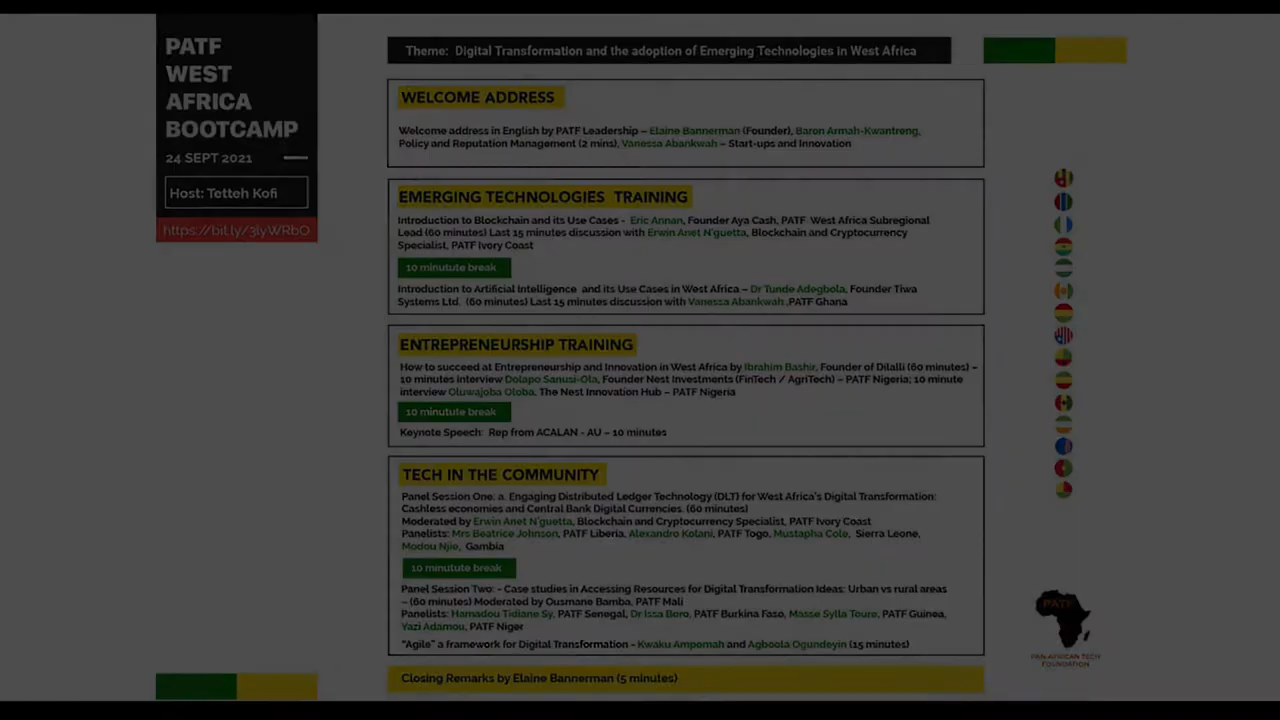 PATF
WEST
AFRICA
BOOTCAMP
24 SEPT 2021
Host: Tetteh Kofi
https://bit.ly/3lyWRbO
Theme: Digital Transformation and the adoption of Emerging Technologies in West Africa
WELCOME ADDRESS
Welcome address in English by PATF Leadership – Elaine Bannerman (Founder), Baron Armah-Kwantreng,
Policy and Reputation Management (2 mins), Vanessa Abankwah – Start-ups and Innovation
EMERGING TECHNOLOGIES TRAINING
Introduction to Blockchain and its Use Cases - Eric Annan, Founder Aya Cash, PATF West Africa Subregional
Lead (60 minutes) Last 15 minutes discussion with Erwin Anet N'guetta, Blockchain and Cryptocurrency
Specialist, PATF Ivory Coast
10 minutute break
Introduction to Artificial Intelligence and its Use Cases in West Africa – Dr Tunde Adegbola, Founder Tiwa
Systems Ltd. (60 minutes) Last 15 minutes discussion with Vanessa Abankwah ,PATF Ghana
ENTREPRENEURSHIP TRAINING
How to succeed at Entrepreneurship and Innovation in West Africa by Ibrahim Bashir, Founder of Dilalli (60 minutes) –
10 minutes interview Dolapo Sanusi-Ola, Founder Nest Investments (FinTech / AgriTech) – PATF Nigeria; 10 minute
interview Oluwajoba Oloba, The Nest Innovation Hub – PATF Nigeria
10 minutute break
Keynote Speech: Rep from ACALAN - AU – 10 minutes
TECH IN THE COMMUNITY
Panel Session One: a. Engaging Distributed Ledger Technology (DLT) for West Africa's Digital Transformation:
Cashless economies and Central Bank Digital Currencies. (60 minutes)
Moderated by Erwin Anet N'guetta, Blockchain and Cryptocurrency Specialist, PATF Ivory Coast
Panelists: Mrs Beatrice Johnson, PATF Liberia, Alexandro Kolani, PATF Togo, Mustapha Cole, Sierra Leone,
Modou Njie, Gambia
10 minutute break
Panel Session Two: - Case studies in Accessing Resources for Digital Transformation Ideas: Urban vs rural areas
– (60 minutes) Moderated by Ousmane Bamba, PATF Mali
Panelists: Hamadou Tidiane Sy, PATF Senegal, Dr Issa Boro, PATF Burkina Faso, Masse Sylla Toure, PATF Guinea,
Yazi Adamou, PATF Niger
"Agile" a framework for Digital Transformation - Kwaku Ampomah and Agboola Ogundeyin (15 minutes)
Closing Remarks by Elaine Bannerman (5 minutes)
PATF
PAN AFRICAN TECH
FOUNDATION